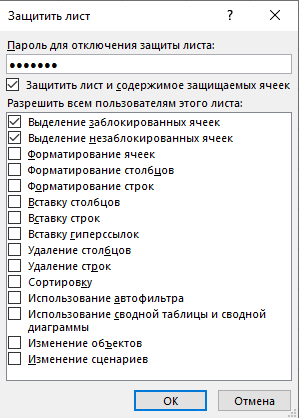 Защитить лист
Пароль для отключения защиты листа:
•••••••
Защитить лист и содержимое защищаемых ячеек
Разрешить всем пользователям этого листа:
Выделение заблокированных ячеек
Выделение незаблокированных ячеек
Форматирование ячеек
Форматирование столбцов
Форматирование строк
Вставку столбцов
Вставку строк
Вставку гиперссылок
Удаление столбцов
Удаление строк
Сортировку
Использование автофильтра
Использование сводной таблицы и сводной
диаграммы
Изменение объектов
Изменение сценариев
ОК
Отмена